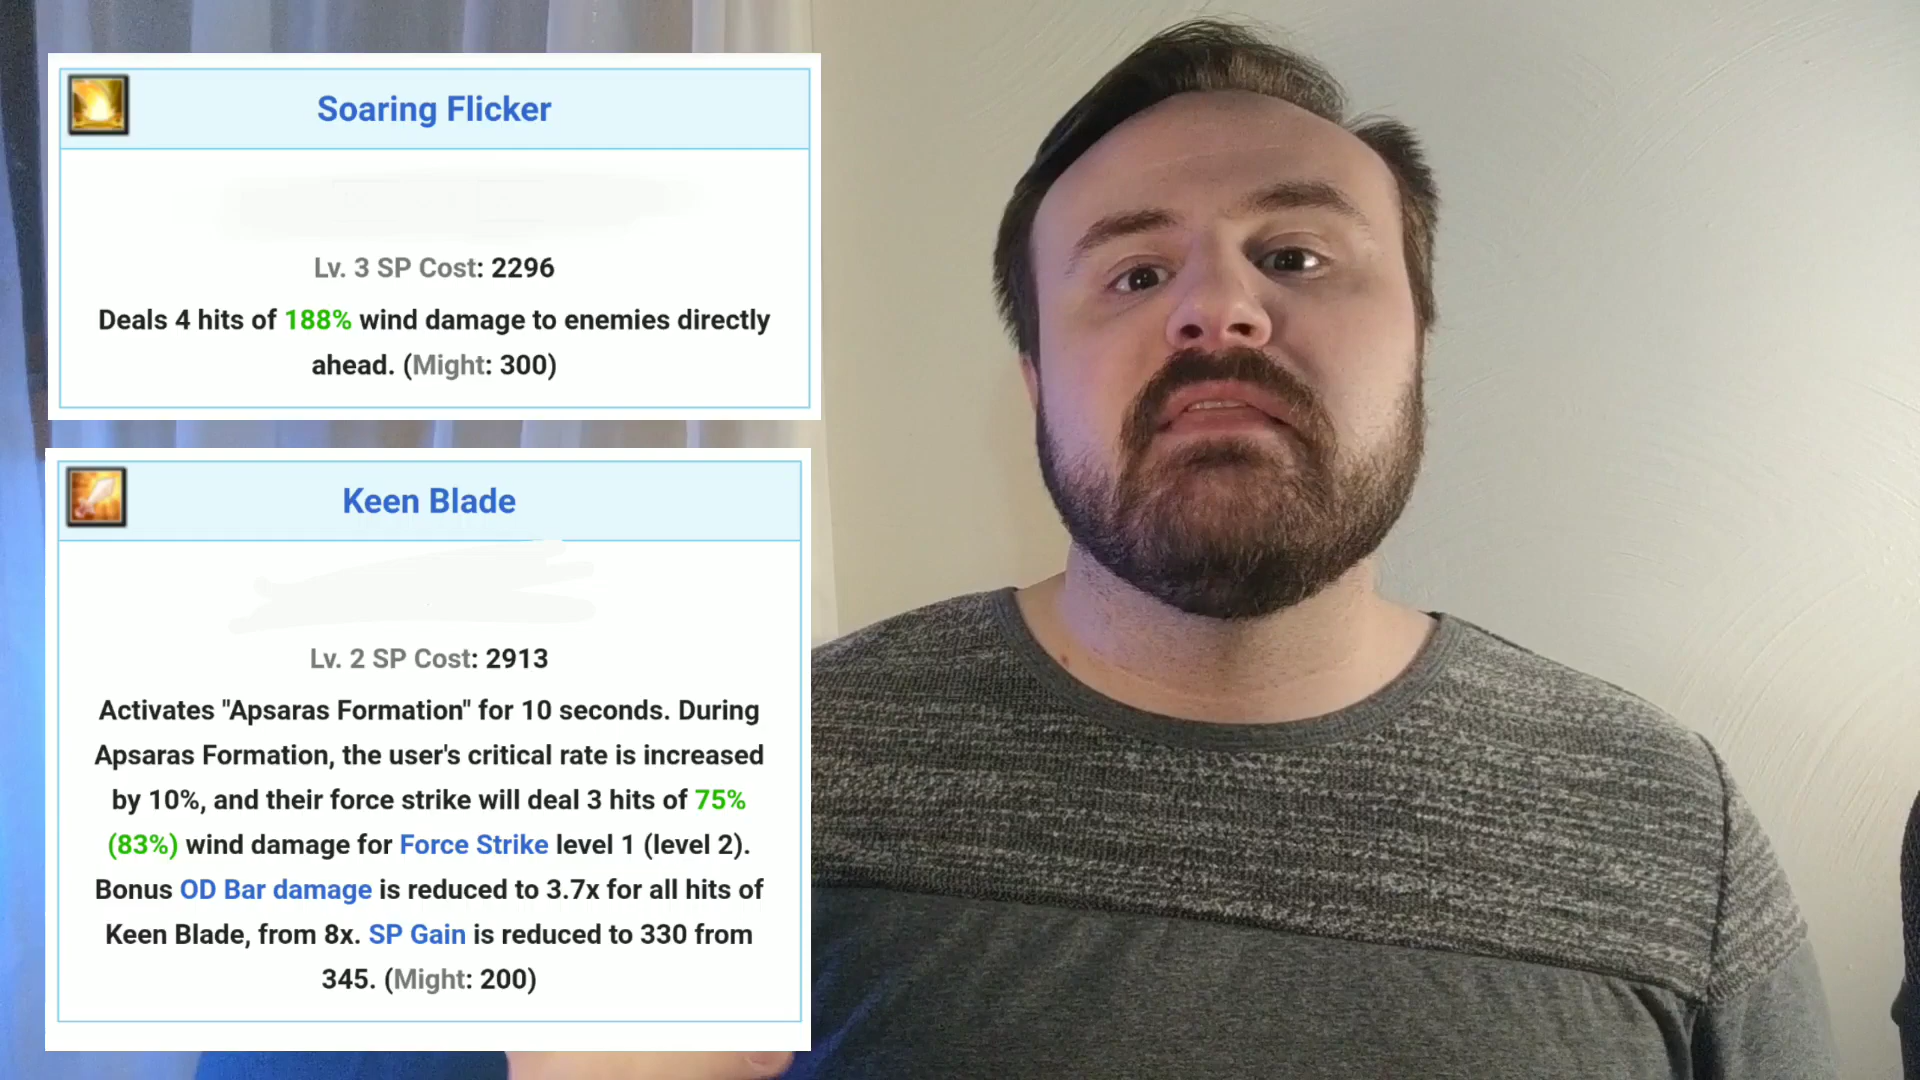 Soaring Flicker
Lv. 3 SP Cost: 2296
Deals 4 hits of 188% wind damage to enemies directly
ahead. (Might: 300)
Keen Blade
Lv. 2 SP Cost: 2913
Activates "Apsaras Formation" for 10 seconds. During
Apsaras Formation, the user's critical rate is increased
by 10%, and their force strike will deal 3 hits of 75%
(83%) wind damage for Force Strike level 1 (level 2).
Bonus OD Bar damage is reduced to 3.7x for all hits of
Keen Blade, from 8x. SP Gain is reduced to 330 from
345. (Might: 200)